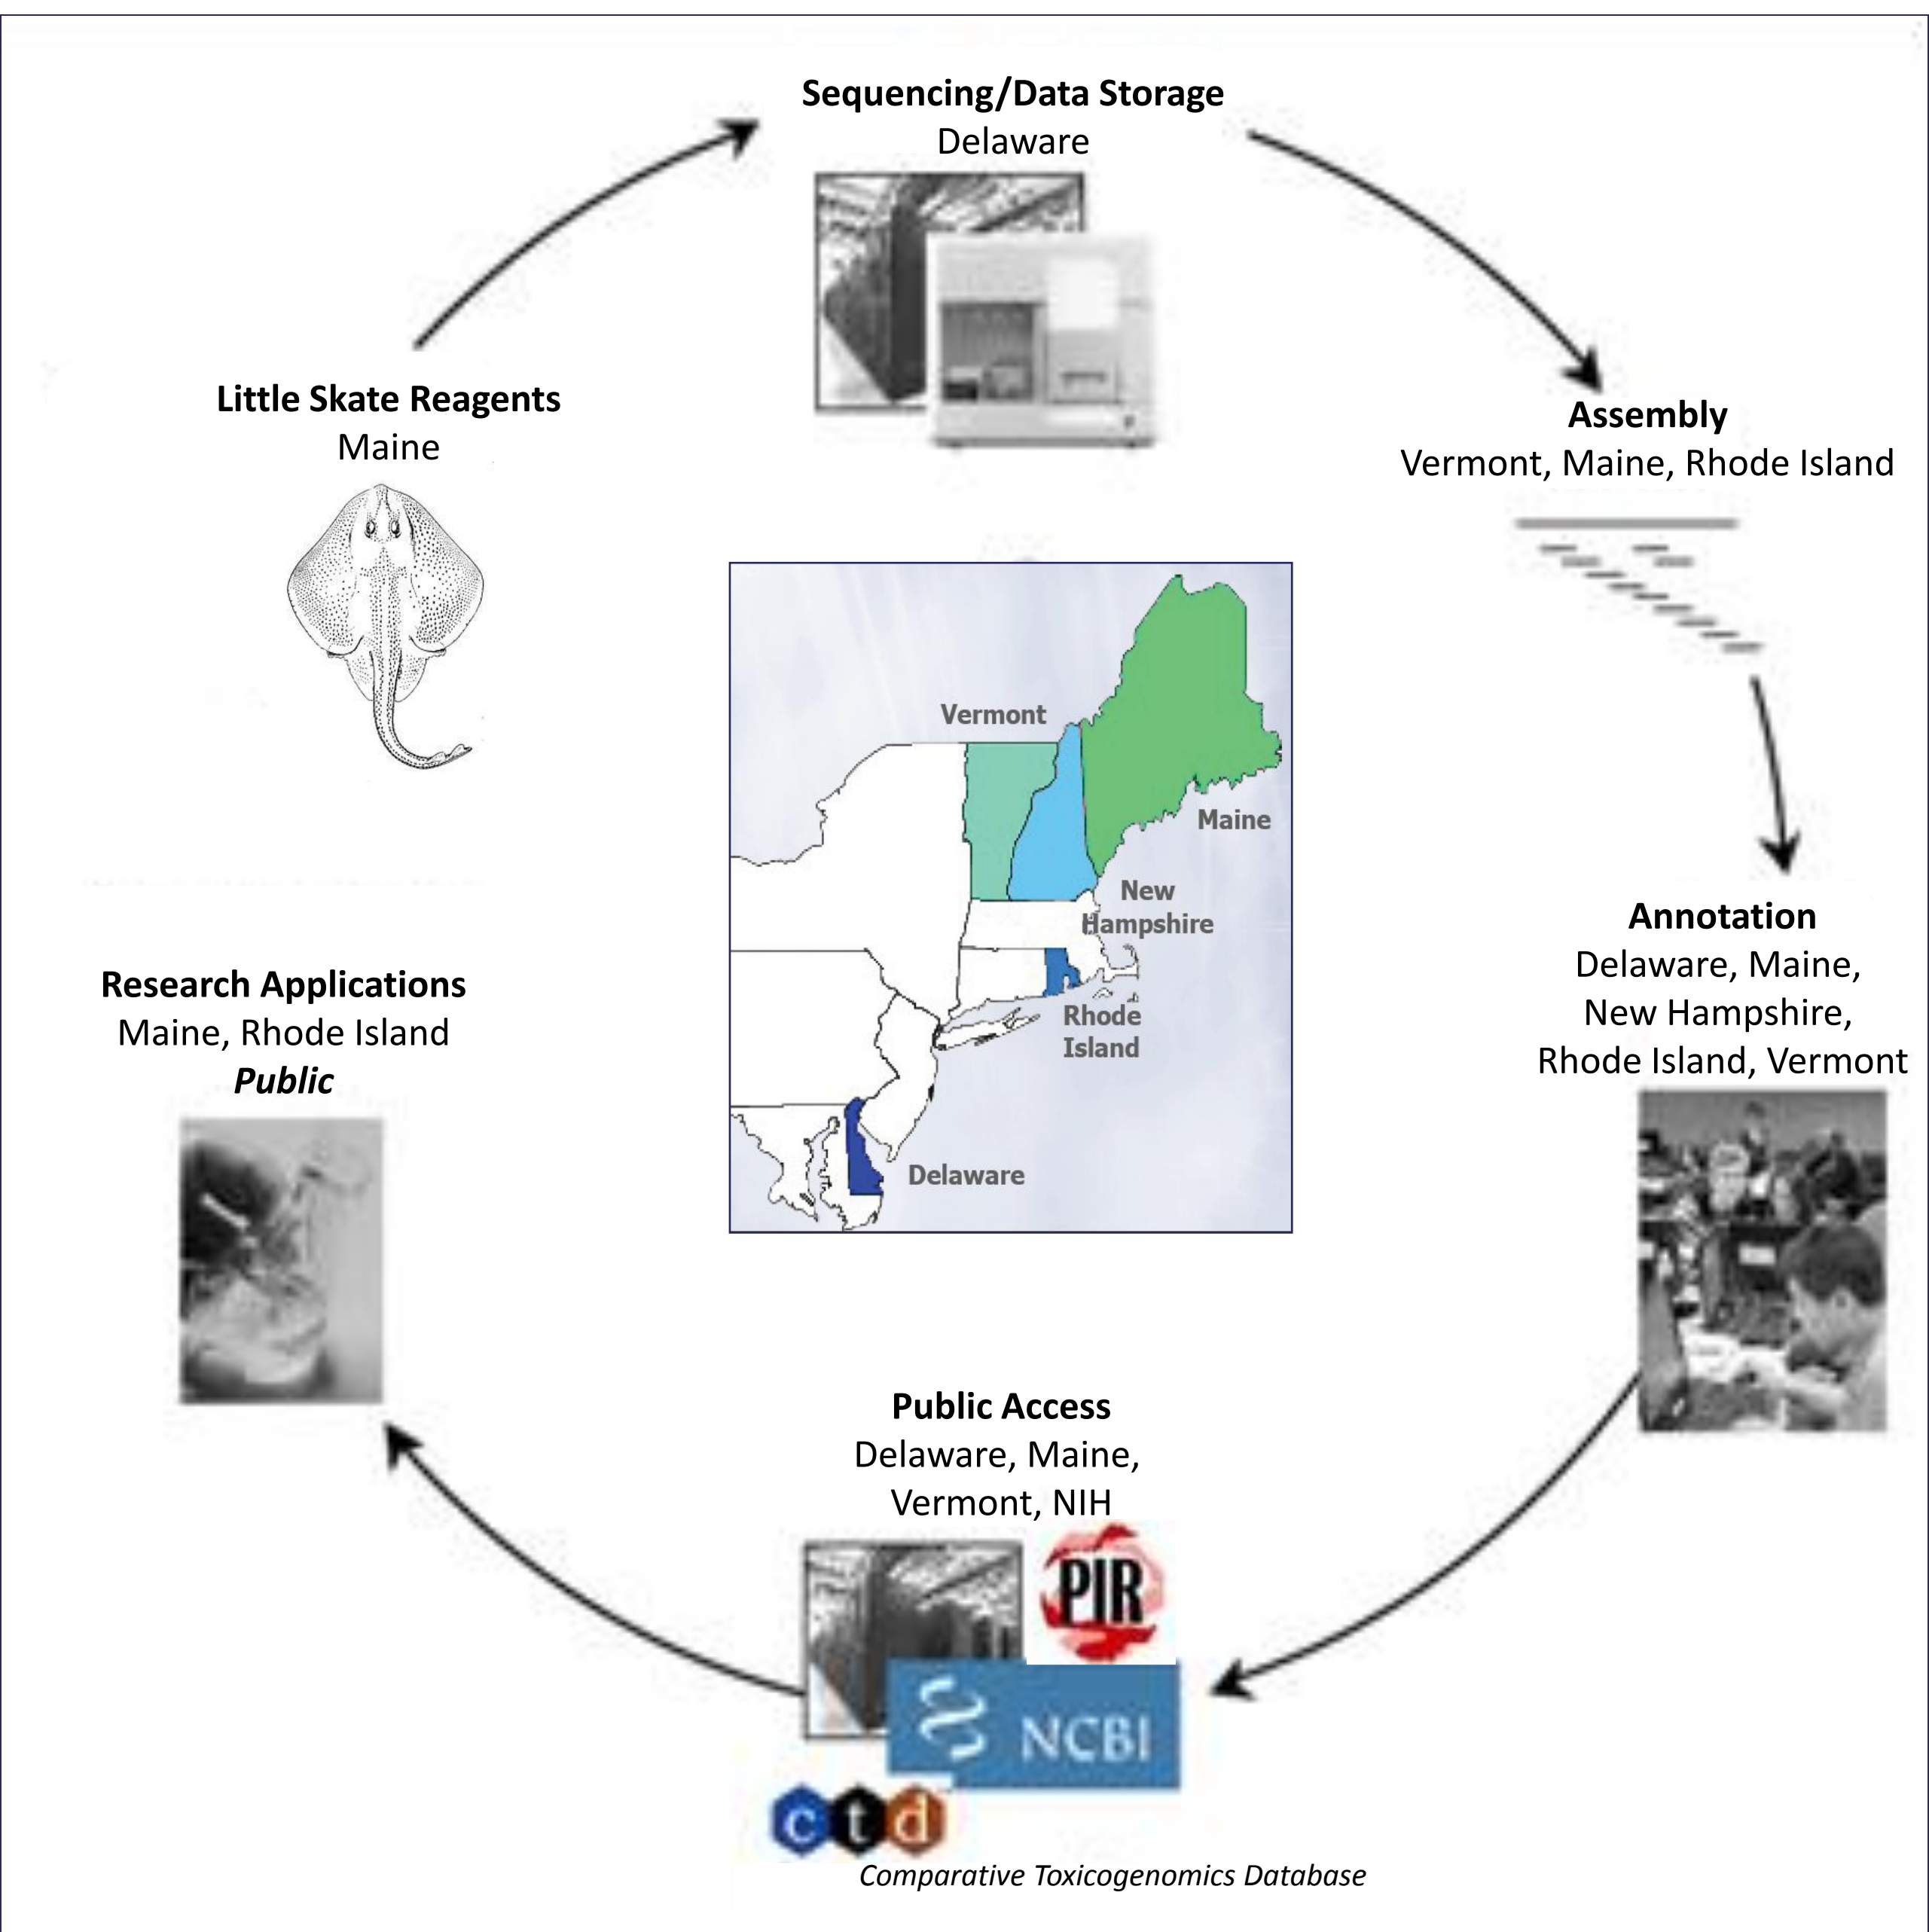 Sequencing/Data Storage
Delaware
Little Skate Reagents
Maine
Assembly
Vermont, Maine, Rhode Island
Vermont
Maine
New
Hampshire
Rhode
Island
Delaware
Annotation
Delaware, Maine,
New Hampshire,
Rhode Island, Vermont
Research Applications
Maine, Rhode Island
Public
Public Access
Delaware, Maine,
Vermont, NIH
PIR
NCBI
ctd
Comparative Toxicogenomics Database